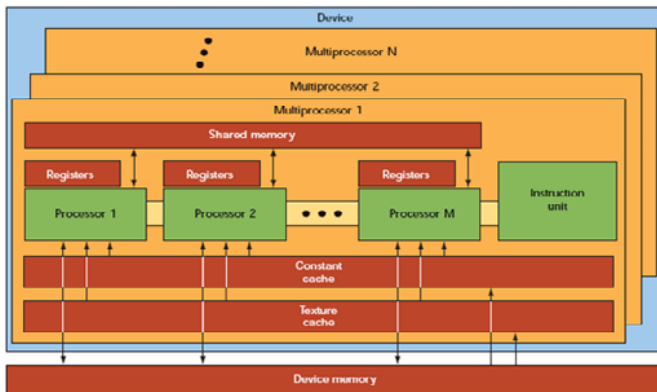 Device
Multiprocessor N
Multiprocessor 2
Multiprocessor 1
Shared memory
Registers
Registers
Registers
Processor 1
Processor 2
Processor M
Instruction
unit
Constant
cache
Texture
cache
Device memory